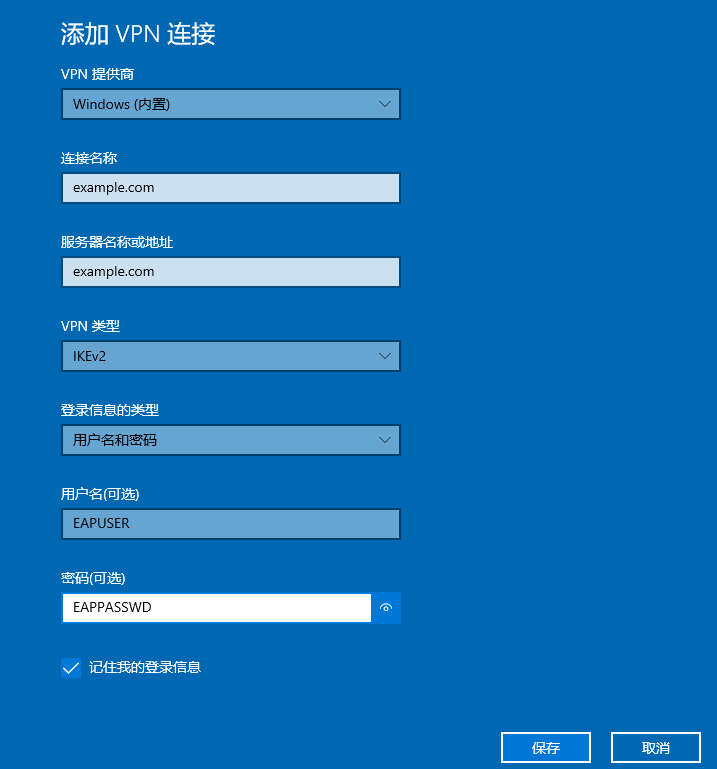 添加 VPN 连接
VPN 提供商
Windows (内置)
连接名称
example.com
服务器名称或地址
example.com
VPN 类型
IKEv2
登录信息的类型
用户名和密码
用户名(可选)
EAPUSER
密码(可选)
EAPPASSWD
记住我的登录信息
保存
取消